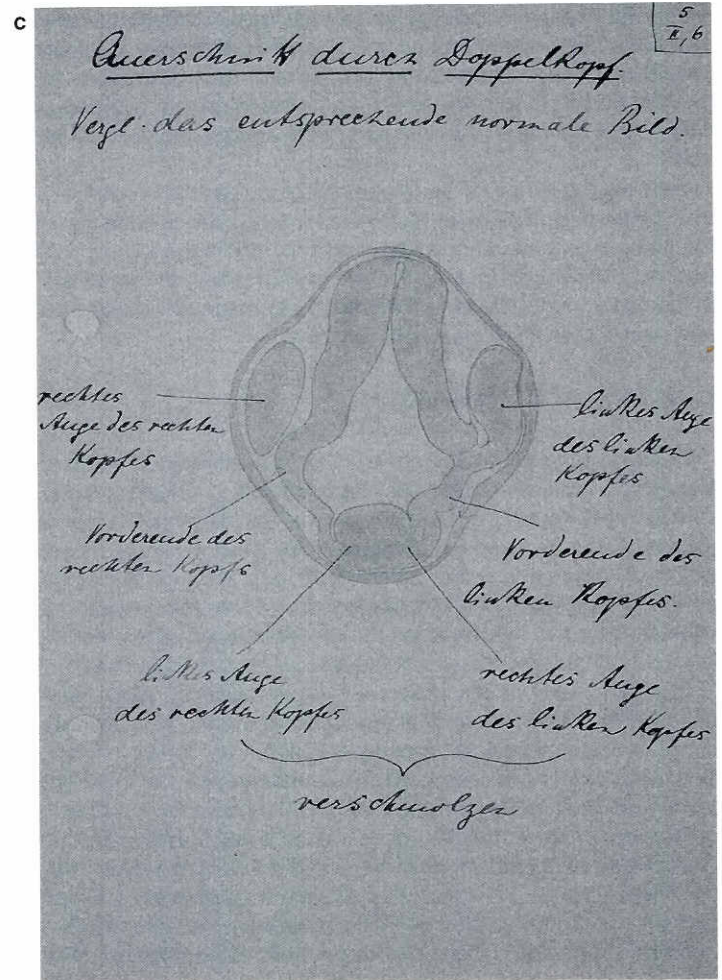 c
5
II, 6
Querschnitt durch Doppelkopf.
Vergl. das entsprechende normale Bild.
rechtes
Auge des rechten
Kopfes
linkes Auge
des linken
Kopfes
Vorderende des
rechten Kopfs
Vorderende des
linken Kopfes.
linkes Auge
des rechten Kopfes
rechtes Auge
des linken Kopfes
verschmolzen